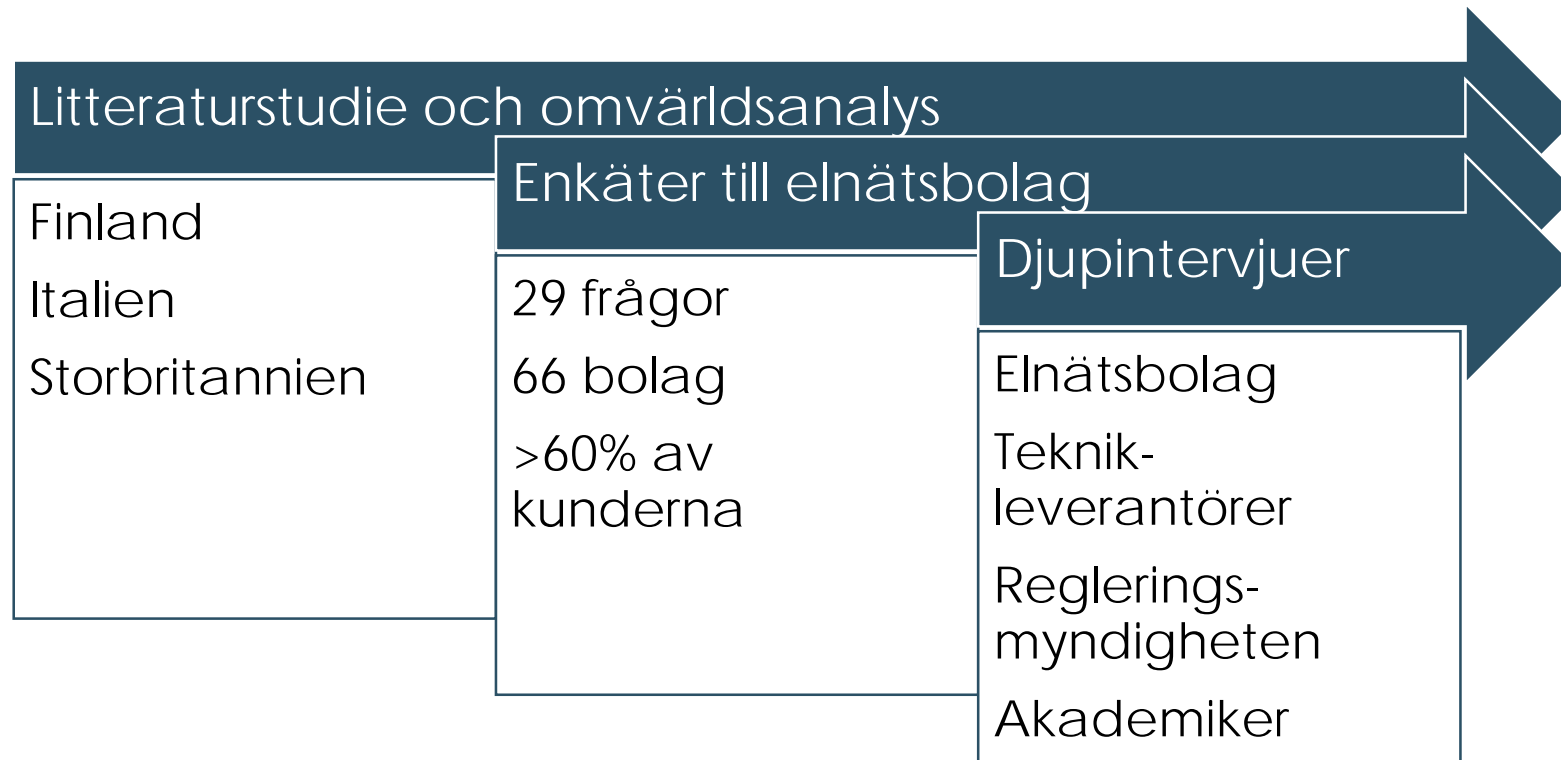 Litteraturstudie och omvärldsanalys
Finland
Italien
Storbritannien
Enkäter till elnätsbolag
29 frågor
66 bolag
>60% av
kunderna
Djupintervjuer
Elnätsbolag
Teknik-
leverantörer
Reglerings-
myndigheten
Akademiker